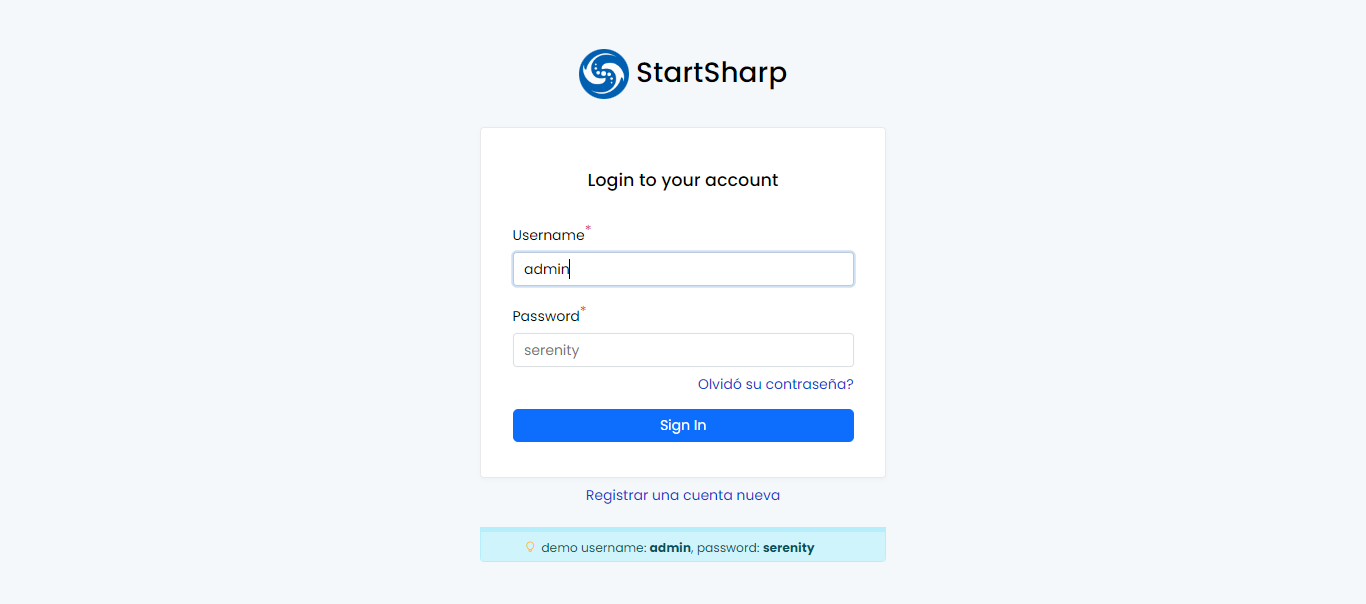 StartSharp
Login to your account
Username*
admin
Password*
serenity
Olvidó su contraseña?
Sign In
Registrar una cuenta nueva
demo username: admin, password: serenity